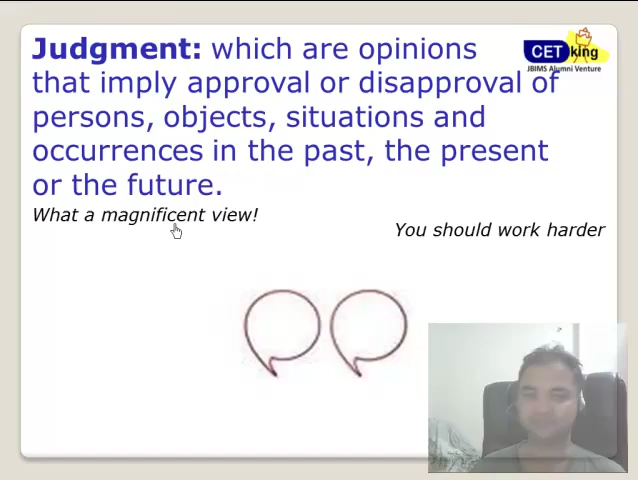 Judgment: which are opinions
that imply approval or disapproval of
persons, objects, situations and
occurrences in the past, the present
or the future.
CET king
JBIMS Alumni Venture
What a magnificent view!
You should work harder